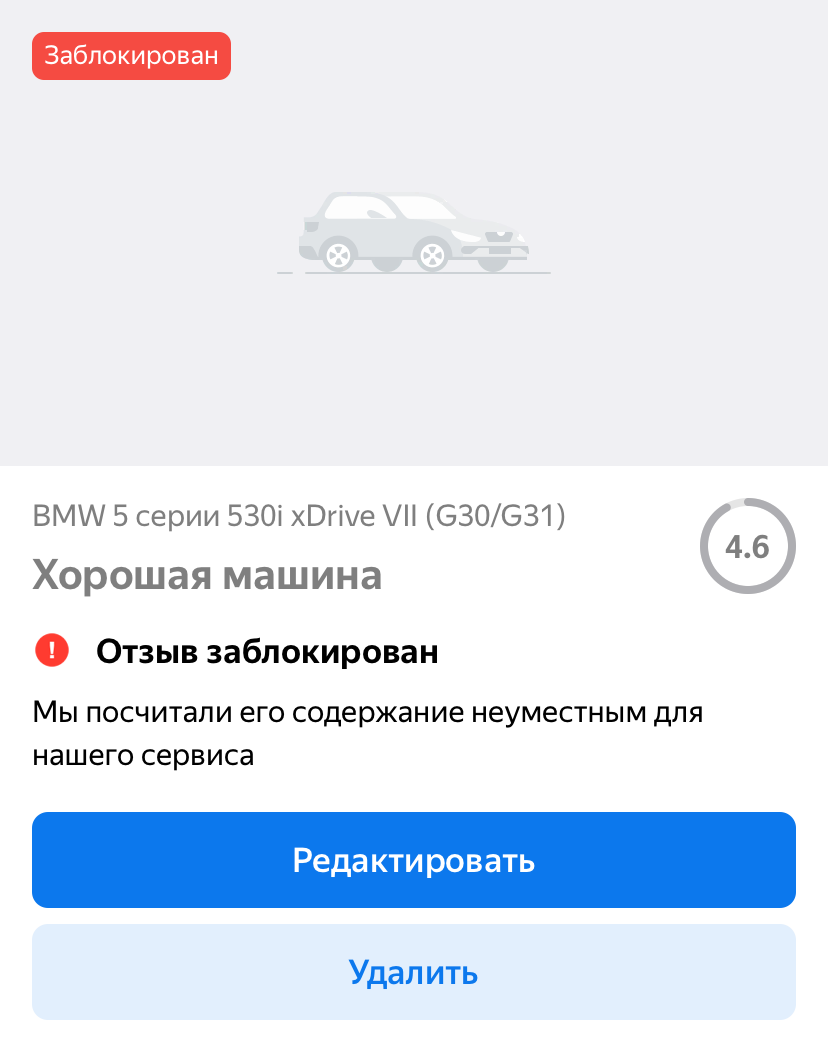 Заблокирован
BMW 5 серии 530i xDrive VII (G30/G31)
Хорошая машина
4.6
Отзыв заблокирован
Мы посчитали его содержание неуместным для
нашего сервиса
Редактировать
Удалить